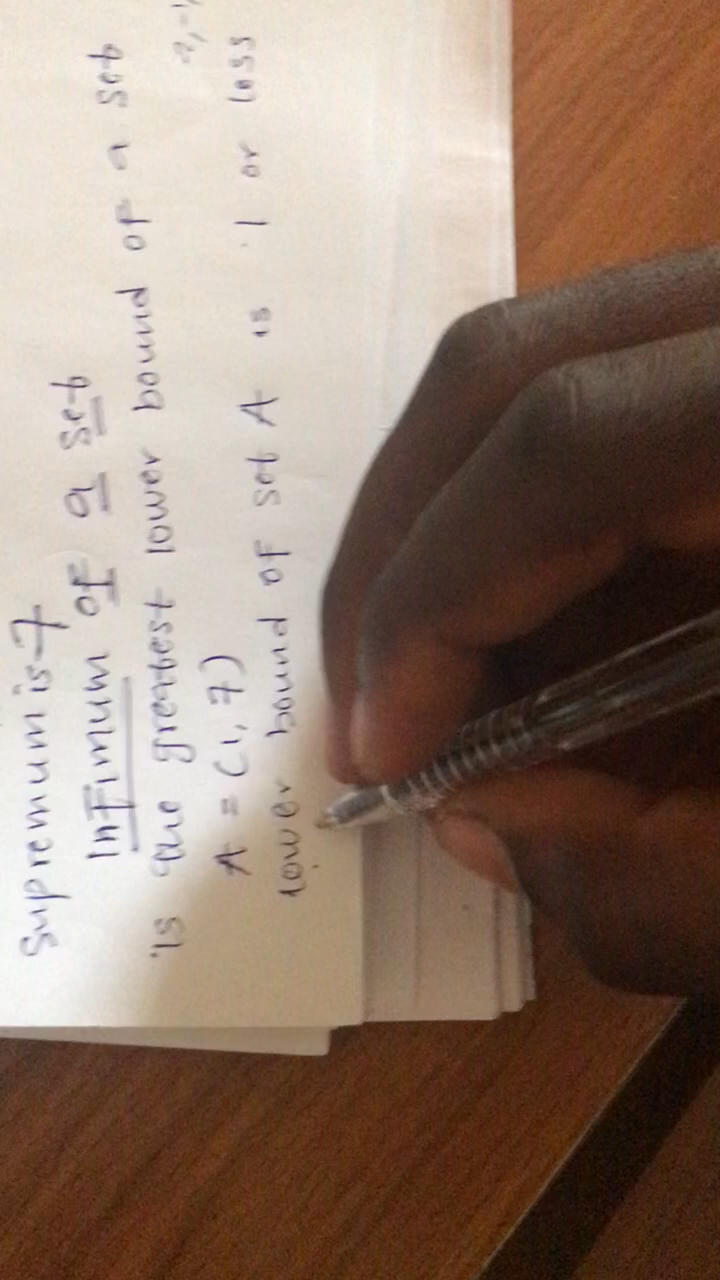 Supremum is 7
Infimum of a set
is the greatest lower bound of a set
A = (1, 7)
lower bound of set A is 1 or less